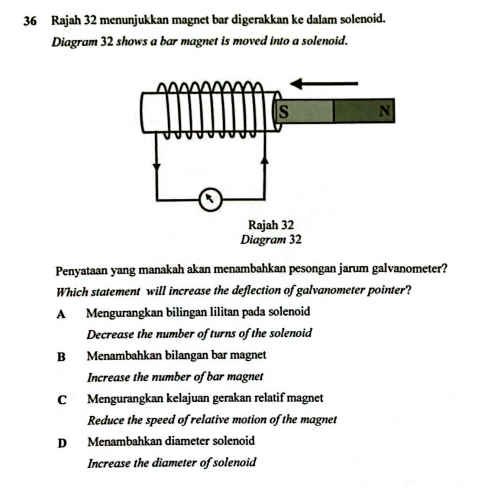 36 Rajah 32 menunjukkan magnet bar digerakkan ke dalam solenoid.
Diagram 32 shows a bar magnet is moved into a solenoid.
S N
Rajah 32
Diagram 32
Penyataan yang manakah akan menambahkan pesongan jarum galvanometer?
Which statement will increase the deflection of galvanometer pointer?
A Mengurangkan bilingan lilitan pada solenoid
Decrease the number of turns of the solenoid
B Menambahkan bilangan bar magnet
Increase the number of bar magnet
C Mengurangkan kelajuan gerakan relatif magnet
Reduce the speed of relative motion of the magnet
D Menambahkan diameter solenoid
Increase the diameter of solenoid